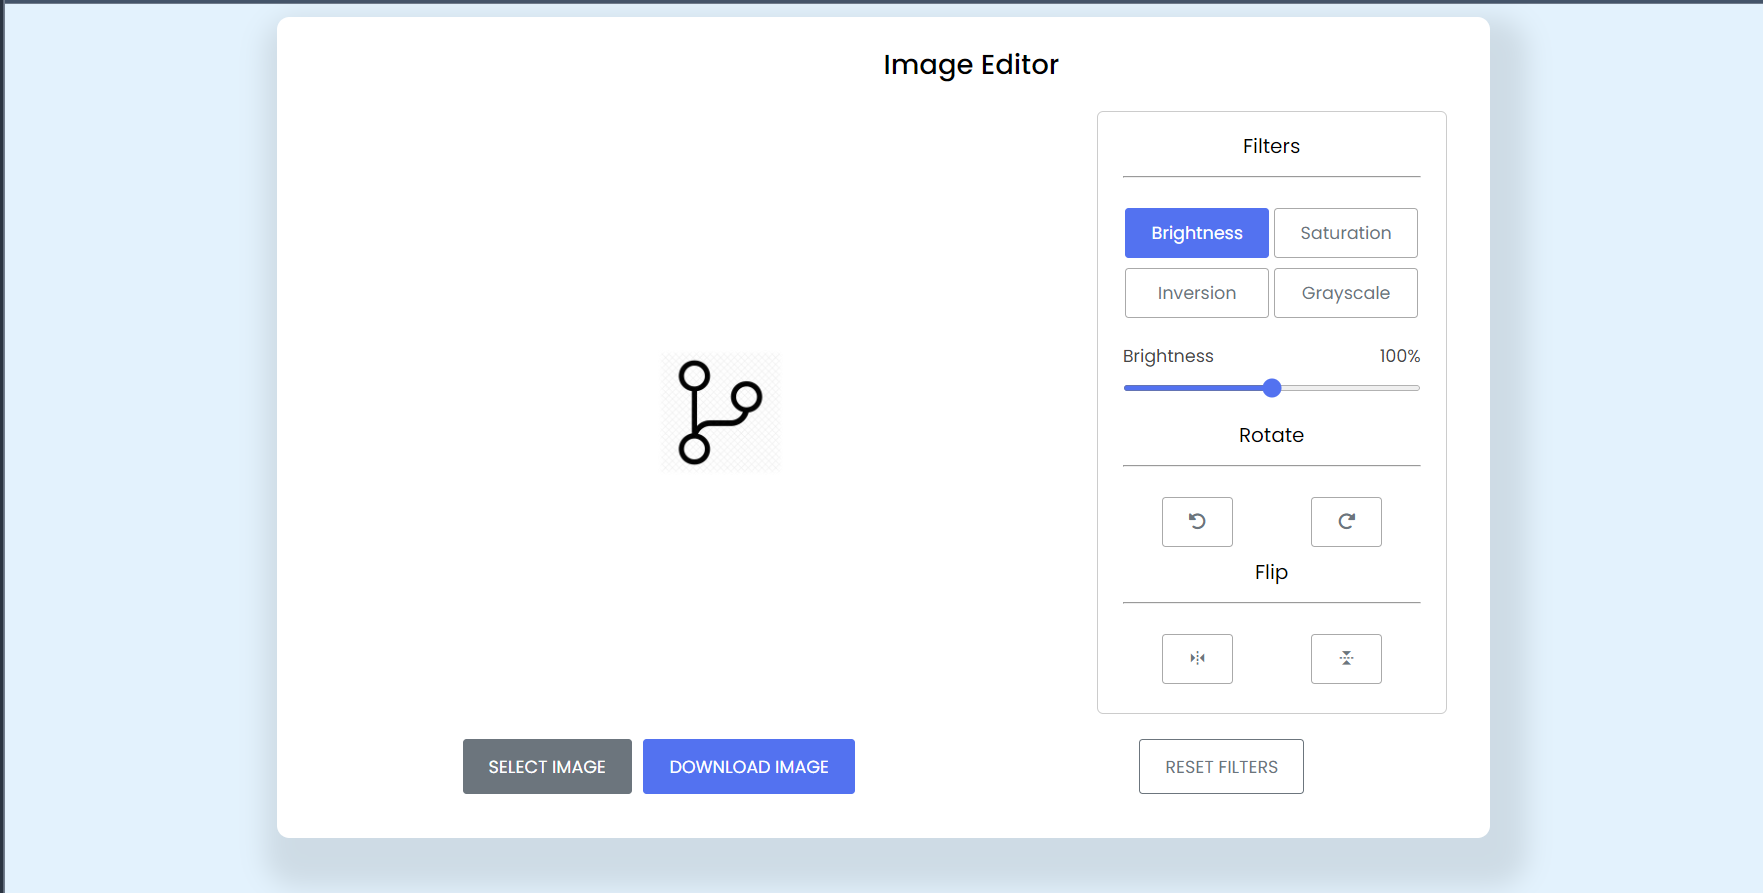 Image Editor
Filters
Brightness Saturation
Inversion Grayscale
Brightness 100%
Rotate
Flip
SELECT IMAGE DOWNLOAD IMAGE RESET FILTERS